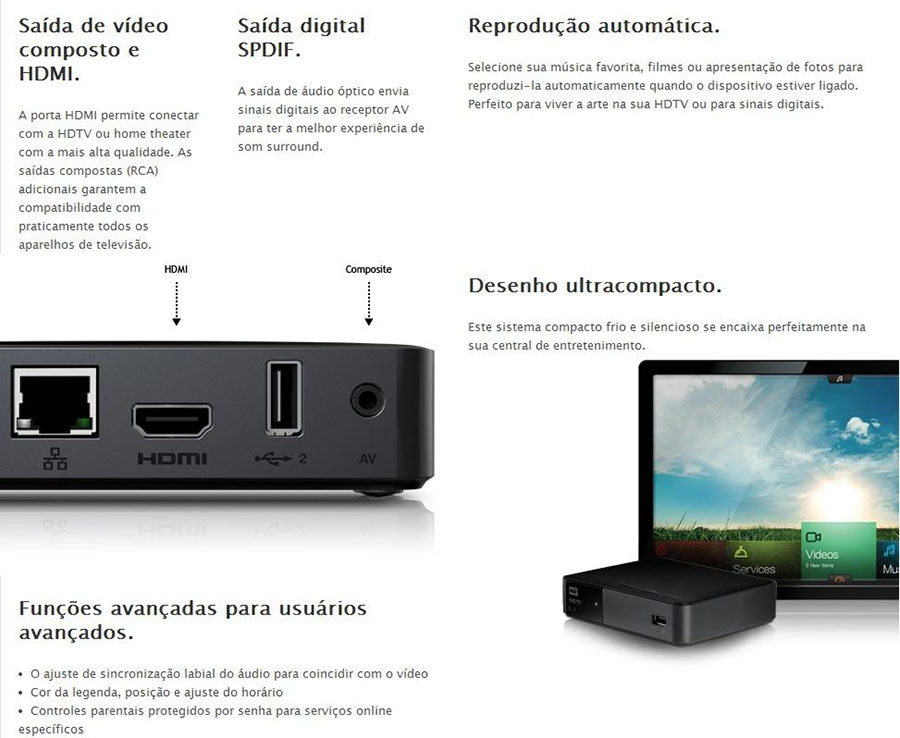 Saída de vídeo
composto e
HDMI.
A porta HDMI permite conectar
com a HDTV ou home theater
com a mais alta qualidade. As
saídas compostas (RCA)
adicionais garantem a
compatibilidade com
praticamente todos os
aparelhos de televisão.
Saída digital
SPDIF.
A saída de áudio óptico envia
sinais digitais ao receptor AV
para ter a melhor experiência de
som surround.
Reprodução automática.
Selecione sua música favorita, filmes ou apresentação de fotos para
reproduzi-la automaticamente quando o dispositivo estiver ligado.
Perfeito para viver a arte na sua HDTV ou para sinais digitais.
HDMI
Composite
HDMI
2
AV
Desenho ultracompacto.
Este sistema compacto frio e silencioso se encaixa perfeitamente na
sua central de entretenimento.
Services
Videos
3 New Items
Mu
WD
Funções avançadas para usuários
avançados.
• O ajuste de sincronização labial do áudio para coincidir com o vídeo
• Cor da legenda, posição e ajuste do horário
• Controles parentais protegidos por senha para serviços online
específicos